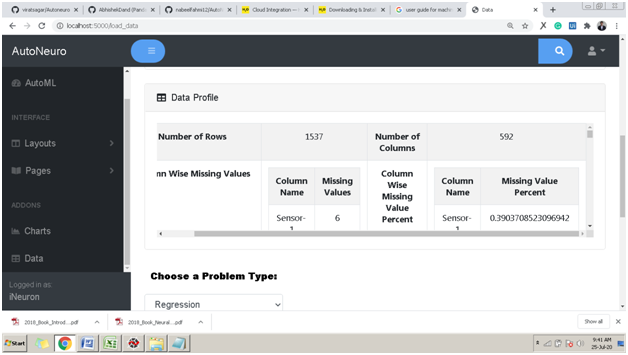 viratsagar/Autoneuro
AbhishekDand (Pand
nabeelfahmi12/Aut
Cloud Integration —
Downloading & Instal
user guide for machin
Data
localhost:5000/load_data
AutoNeuro
AutoML
INTERFACE
Layouts
Pages
ADDONS
Charts
Data
Logged in as:
iNeuron
Data Profile
Number of Rows
1537
Number of
Columns
592
nn Wise Missing Values
Column
Name
Missing
Values
Sensor-
1
6
Column
Wise
Missing
Value
Percent
Column
Name
Missing Value
Percent
Sensor-
1
0.3903708523096942
Choose a Problem Type:
Regression
2018_Book_Introd....pdf
2018_Book_Neural....pdf
Show all
Start
9:41 AM
25-Jul-20